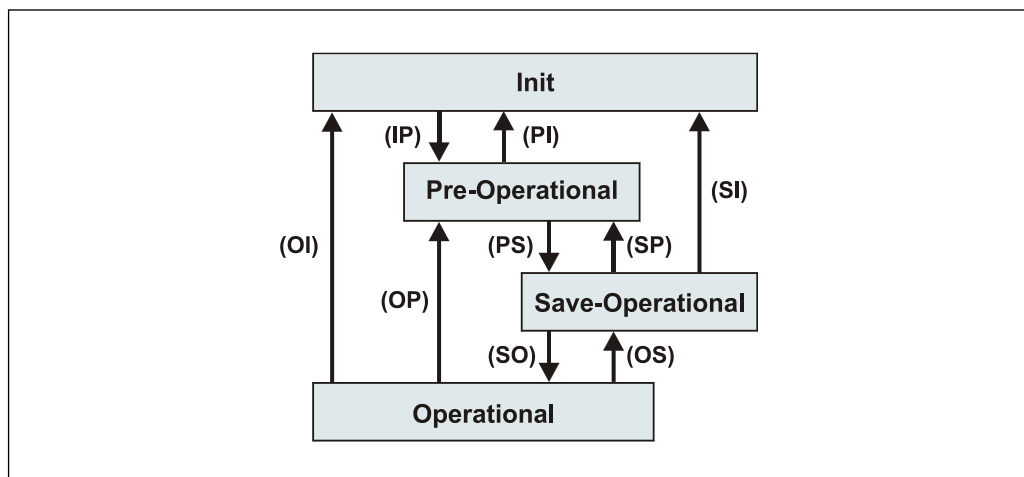 Init
(IP)
(PI)
Pre-Operational
(SI)
(OI)
(PS)
(SP)
(OP)
Save-Operational
(SO)
(OS)
Operational